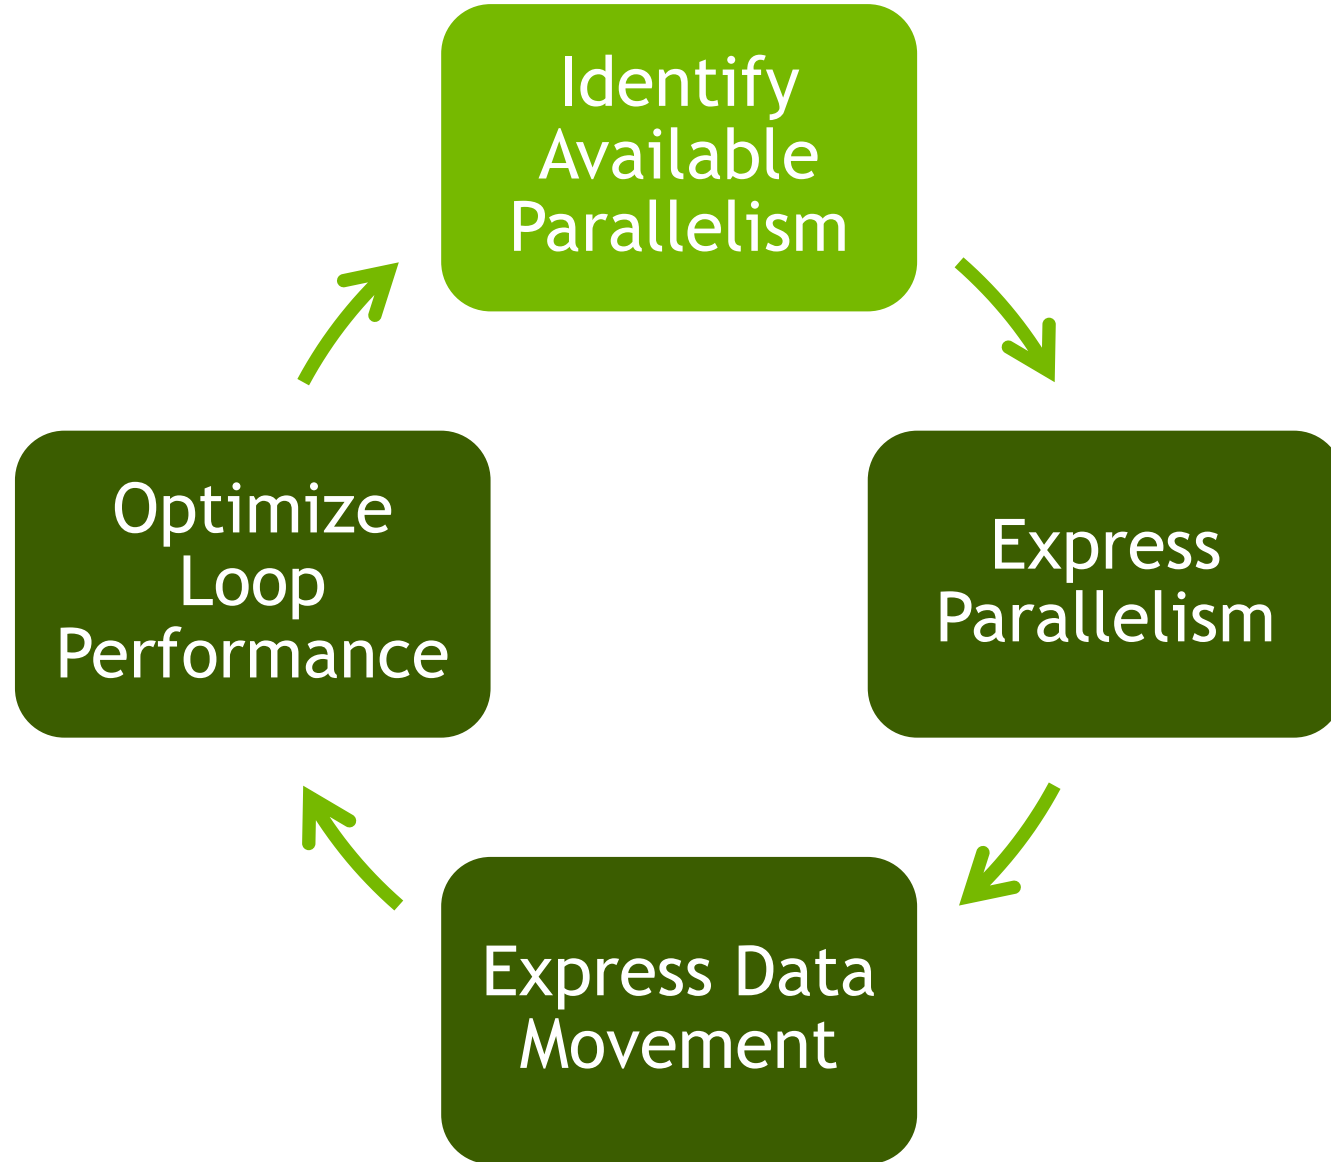 Identify
Available
Parallelism
Optimize
Loop
Performance
Express
Parallelism
Express Data
Movement